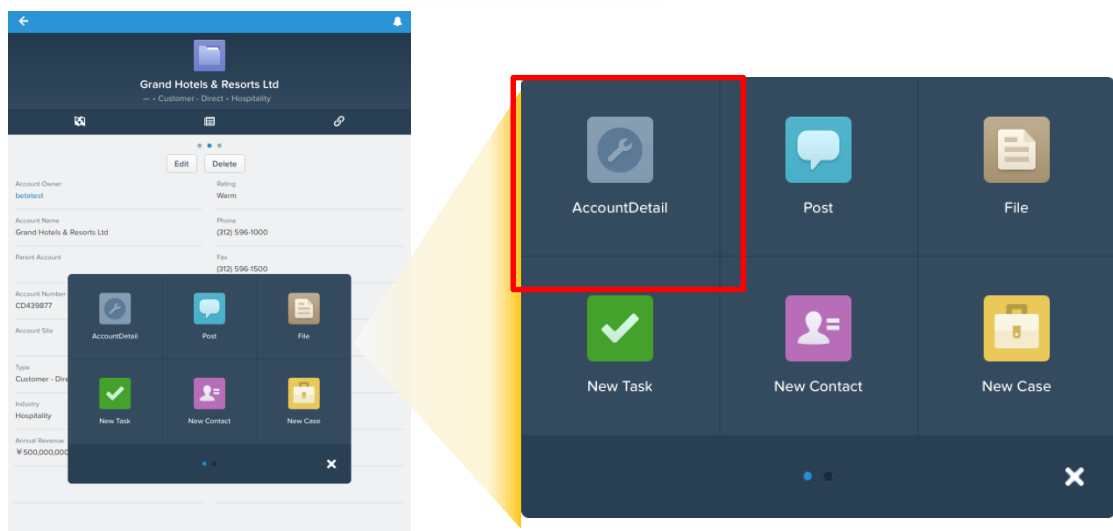 Grand Hotels & Resorts Ltd
— • Customer - Direct • Hospitality
Edit Delete
Account Owner Rating
betatest Warm
Account Name Phone
Grand Hotels & Resorts Ltd (312) 596-1000
Parent Account Fax
(312) 596-1500
Account Number
CD439877
Account Site
Type
Customer - Dire
Industry
Hospitality
Annual Revenue
¥500,000,000
AccountDetail Post File
New Task New Contact New Case
AccountDetail Post File
New Task New Contact New Case